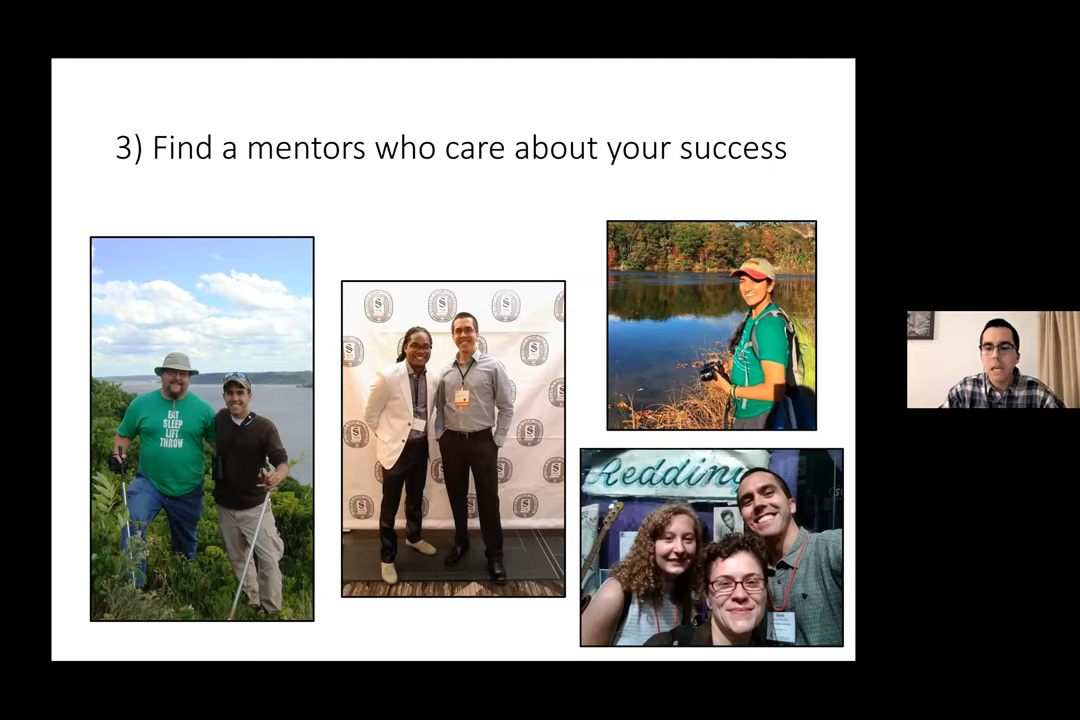 3) Find a mentors who care about your success
EAT
SLEEP
LIFT
THROW
Redding